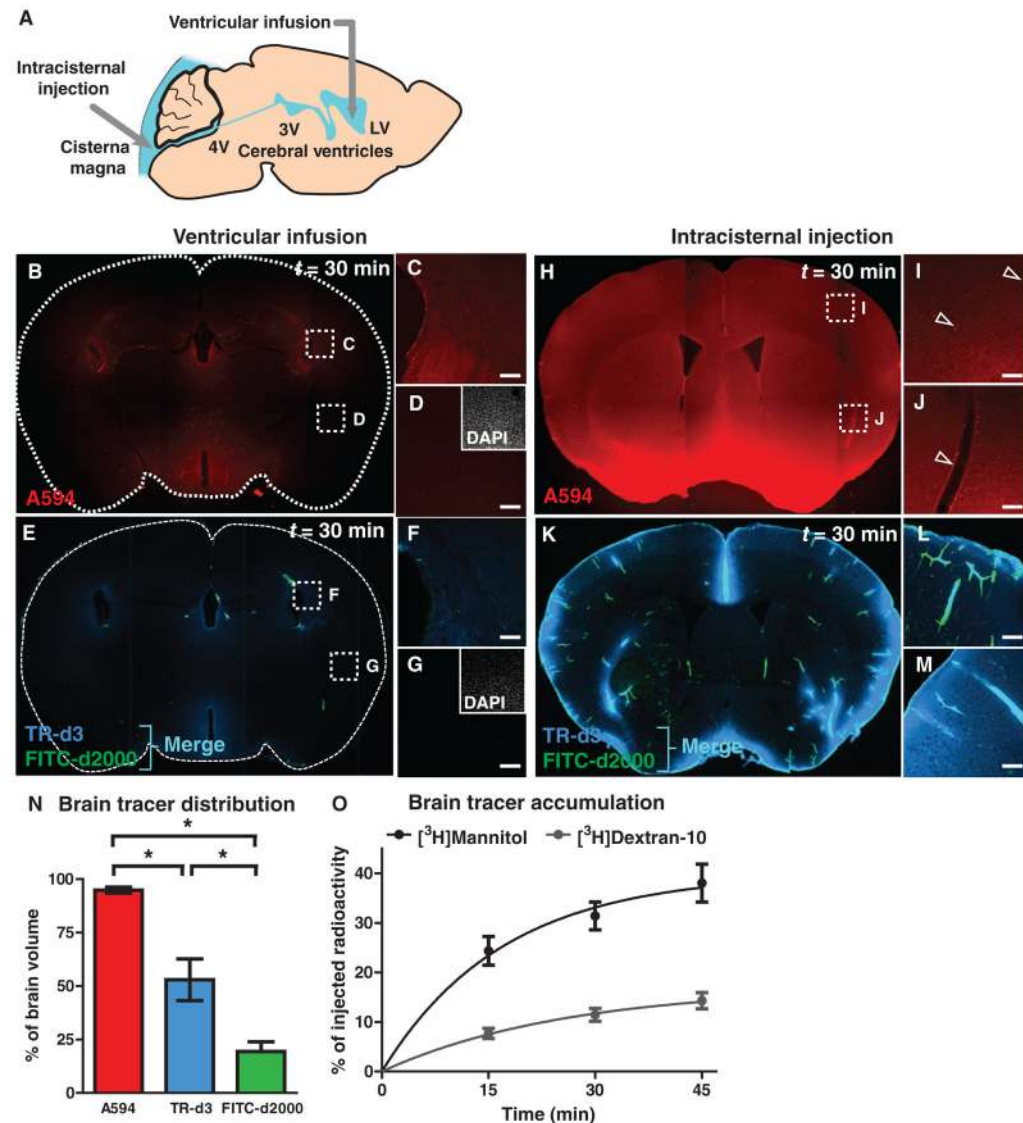 A
Ventricular infusion
Intracisternal
injection
Cisterna
magna
4V
3V
LV
Cerebral ventricles
Ventricular infusion
Intracisternal injection
B
t = 30 min
C
D
A594
C
D
DAPI
E
t = 30 min
F
G
TR-d3
Merge
FITC-d2000
F
G
DAPI
H
t = 30 min
I
J
A594
I
J
K
t = 30 min
TR-d3
Merge
FITC-d2000
L
M
N Brain tracer distribution
*
* *
100
75
50
25
0
% of brain volume
A594 TR-d3 FITC-d2000
O Brain tracer accumulation
[³H]Mannitol [³H]Dextran-10
40
30
20
10
0
% of injected radioactivity
0 15 30 45
Time (min)